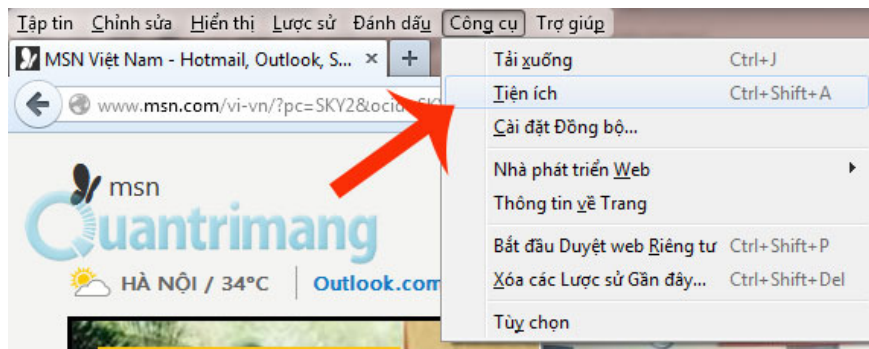 Tập tin Chỉnh sửa Hiển thị Lược sử Đánh dấu Công cụ Trợ giúp
MSN Việt Nam - Hotmail, Outlook, S... × +
www.msn.com/vi-vn/?pc=SKY2&ocid=SK
msn
Quantrimang
HÀ NỘI / 34°C Outlook.com
Tải xuống Ctrl+J
Tiện ích Ctrl+Shift+A
Cài đặt Đồng bộ...
Nhà phát triển Web
Thông tin về Trang
Bắt đầu Duyệt web Riêng tư Ctrl+Shift+P
Xóa các Lược sử Gần đây... Ctrl+Shift+Del
Tùy chọn